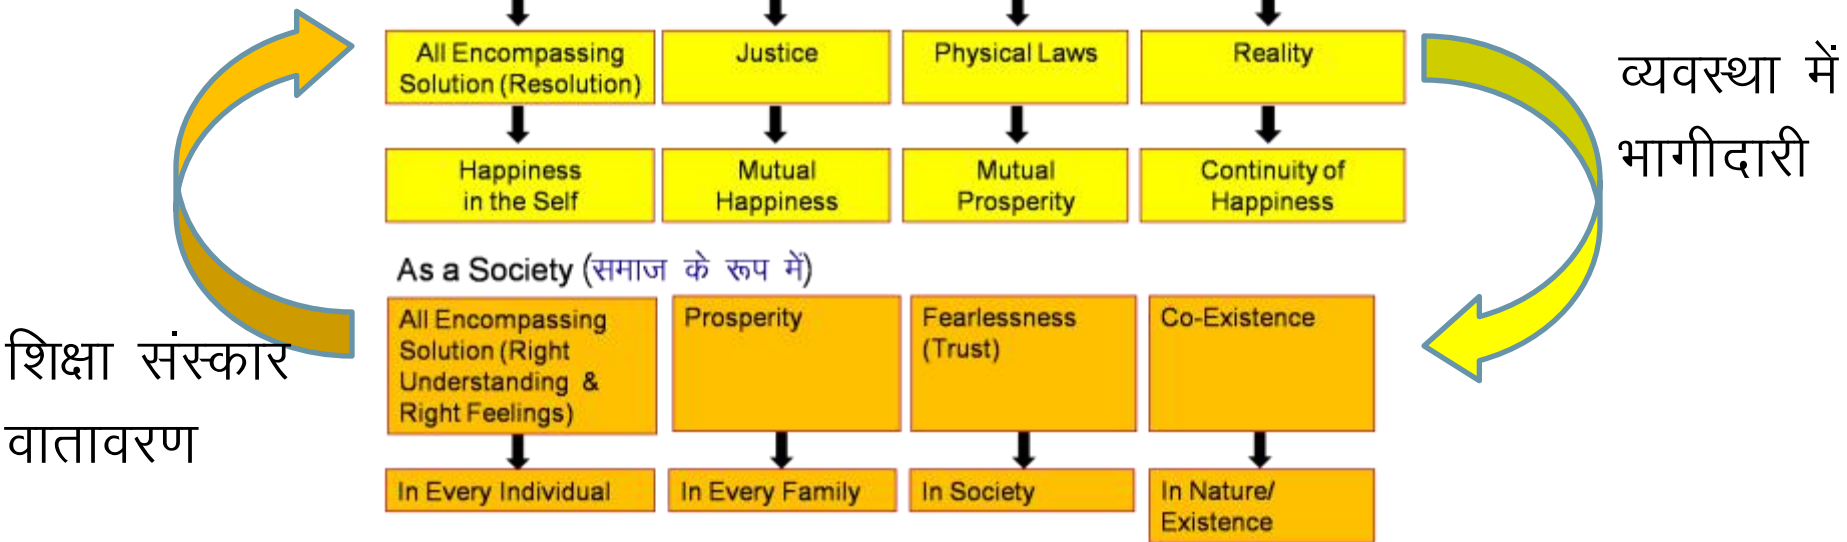 All Encompassing
Solution (Resolution)
Justice
Physical Laws
Reality
व्यवस्था में
भागीदारी
Happiness
in the Self
Mutual
Happiness
Mutual
Prosperity
Continuity of
Happiness
As a Society (समाज के रूप में)
शिक्षा संस्कार
वातावरण
All Encompassing
Solution (Right
Understanding &
Right Feelings)
Prosperity
Fearlessness
(Trust)
Co-Existence
In Every Individual
In Every Family
In Society
In Nature/
Existence